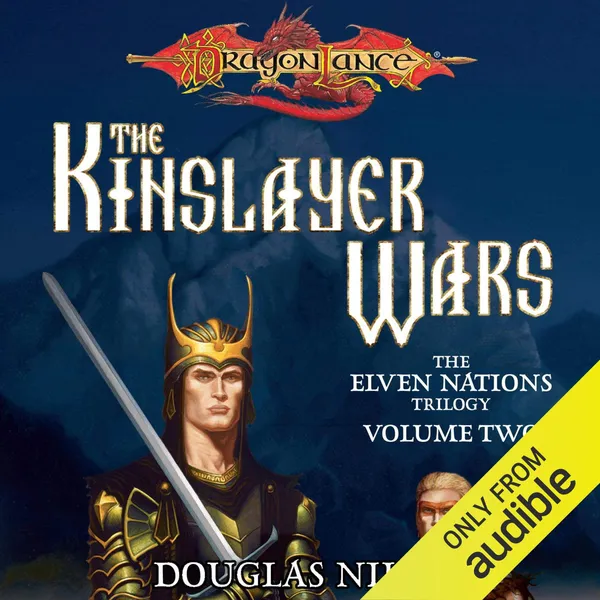 DRAGONLANCE
THE
KINSLAYER
WARS
THE
ELVEN NATIONS
TRILOGY
VOLUME TWO
DOUGLAS NI
ONLY FROM
audible